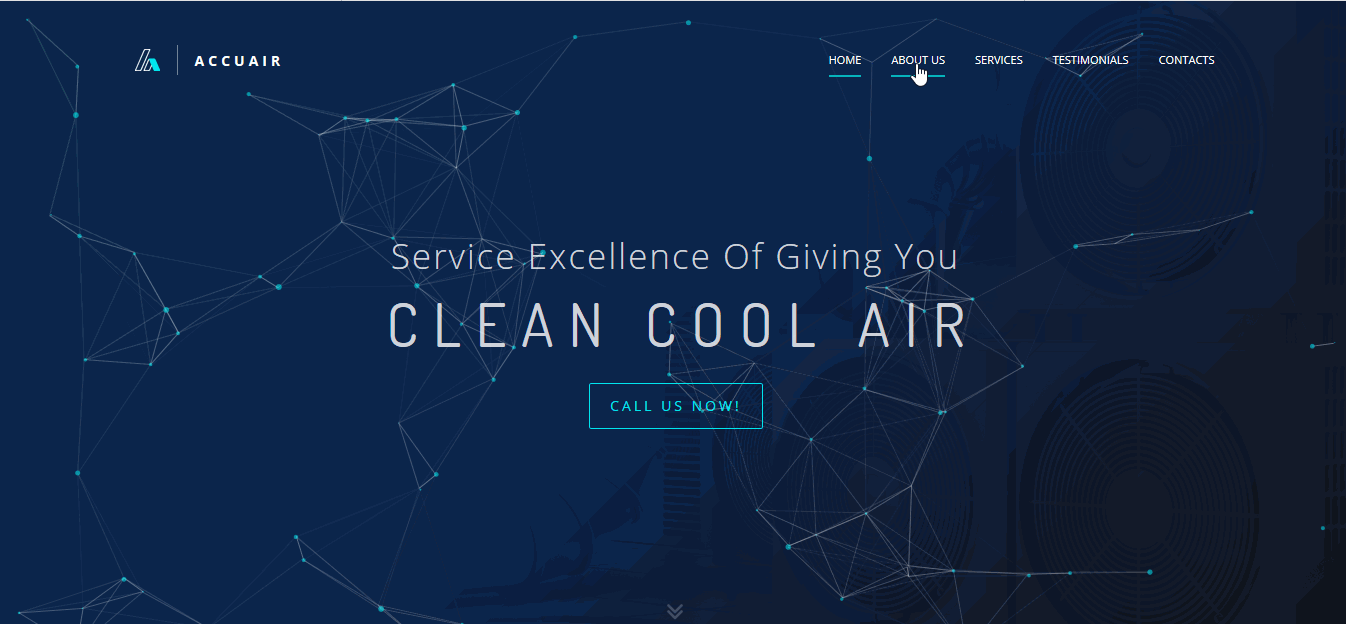 ACCUAIR
HOME ABOUT US SERVICES TESTIMONIALS CONTACTS
Service Excellence Of Giving You
CLEAN COOL AIR
CALL US NOW!